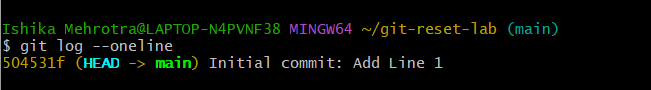 Ishika Mehrotra@LAPTOP-N4PVNF38 MINGW64 ~/git-reset-lab (main)
$ git log --oneline
504531f (HEAD -> main) Initial commit: Add Line 1